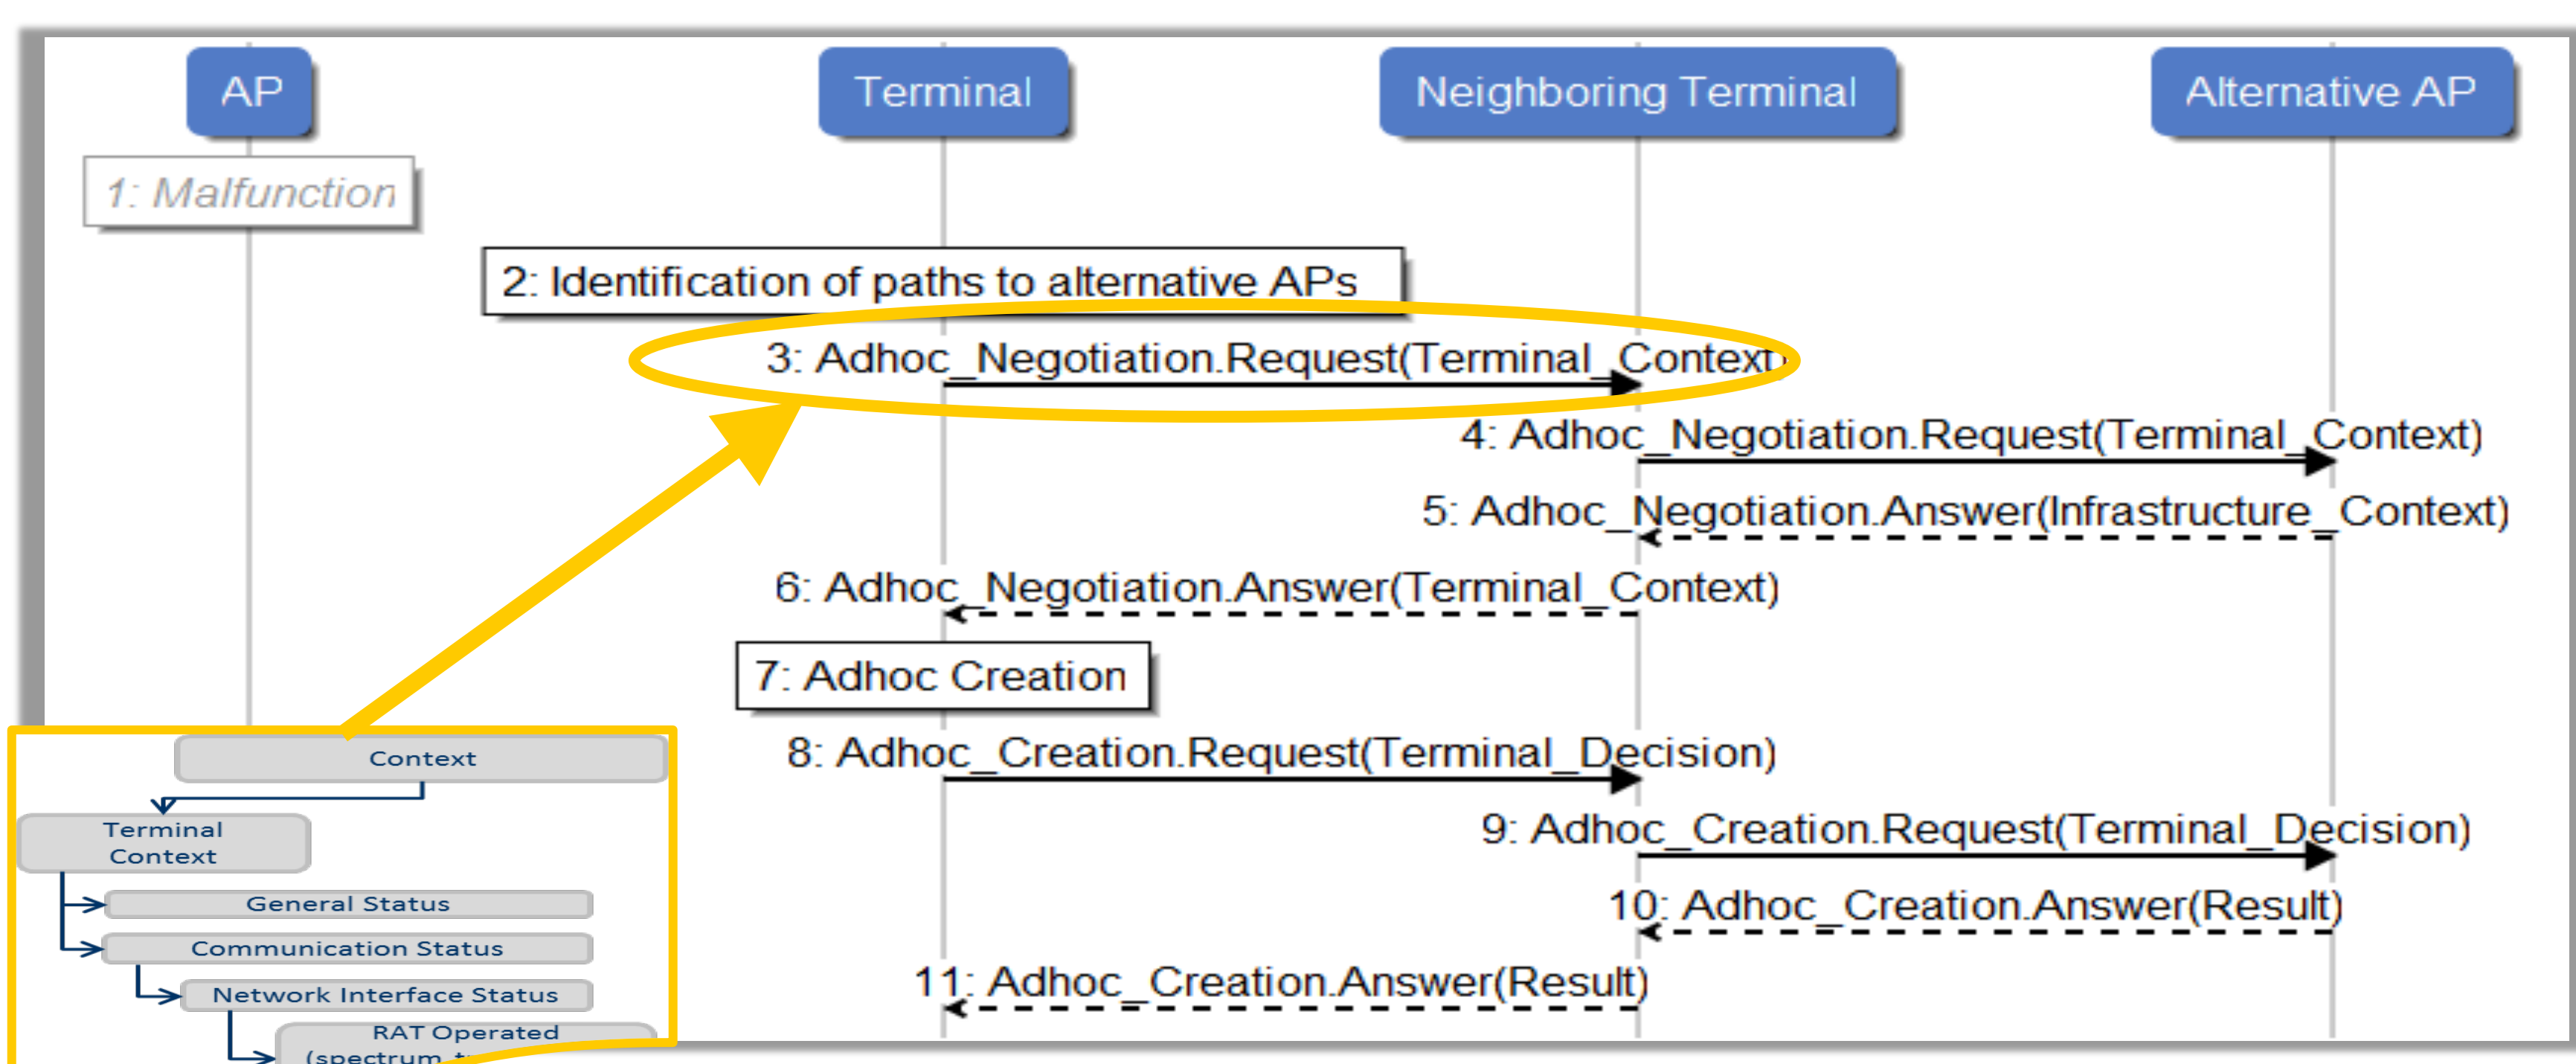 AP
Terminal
Neighboring Terminal
Alternative AP
1: Malfunction
2: Identification of paths to alternative APs
3: Adhoc_Negotiation.Request(Terminal_Context)
4: Adhoc_Negotiation.Request(Terminal_Context)
5: Adhoc_Negotiation.Answer(Infrastructure_Context)
6: Adhoc_Negotiation.Answer(Terminal_Context)
7: Adhoc Creation
8: Adhoc_Creation.Request(Terminal_Decision)
9: Adhoc_Creation.Request(Terminal_Decision)
10: Adhoc_Creation.Answer(Result)
11: Adhoc_Creation.Answer(Result)
Context
Terminal
Context
General Status
Communication Status
Network Interface Status
RAT Operated
(spectrum,